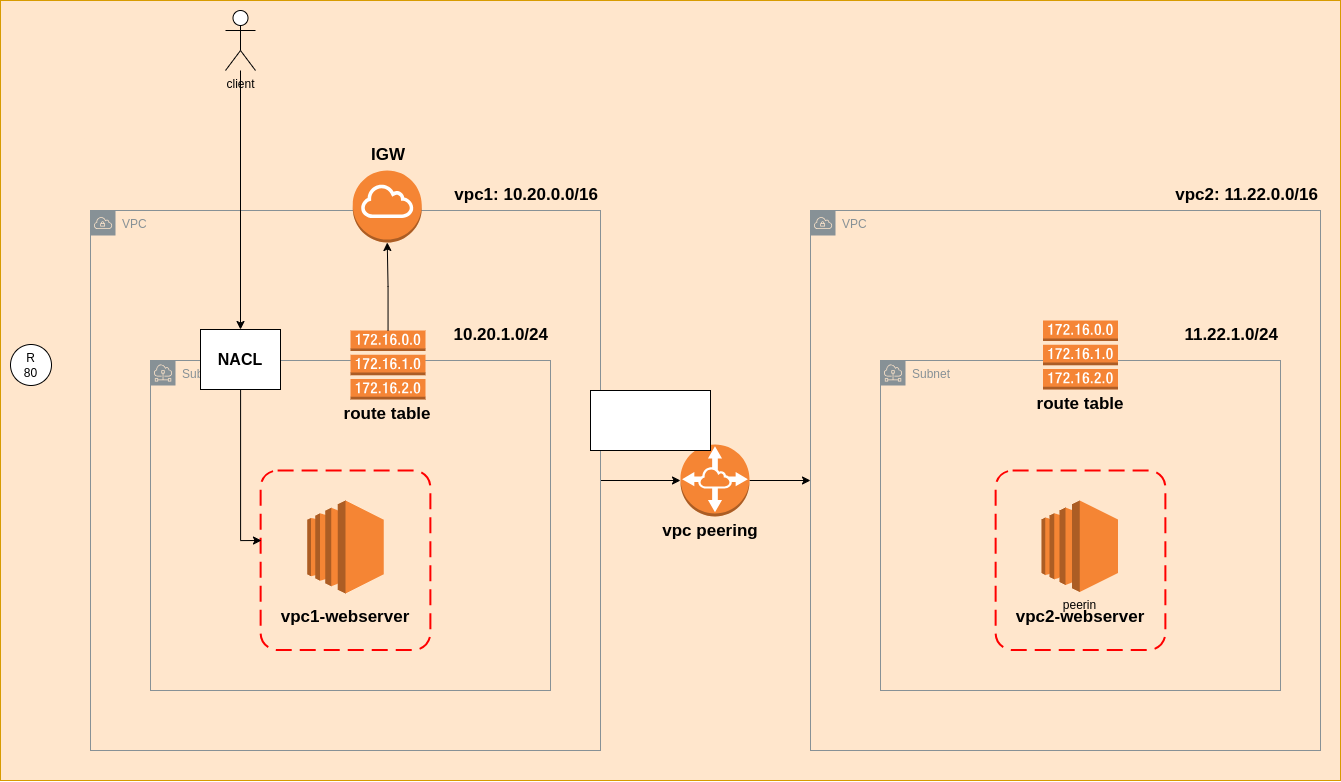 client
IGW
vpc1: 10.20.0.0/16
vpc2: 11.22.0.0/16
VPC
VPC
NACL
172.16.0.0
172.16.1.0
172.16.2.0
route table
10.20.1.0/24
172.16.0.0
172.16.1.0
172.16.2.0
route table
11.22.1.0/24
R
80
Sub
Subnet
vpc peering
vpc1-webserver
peerin
vpc2-webserver